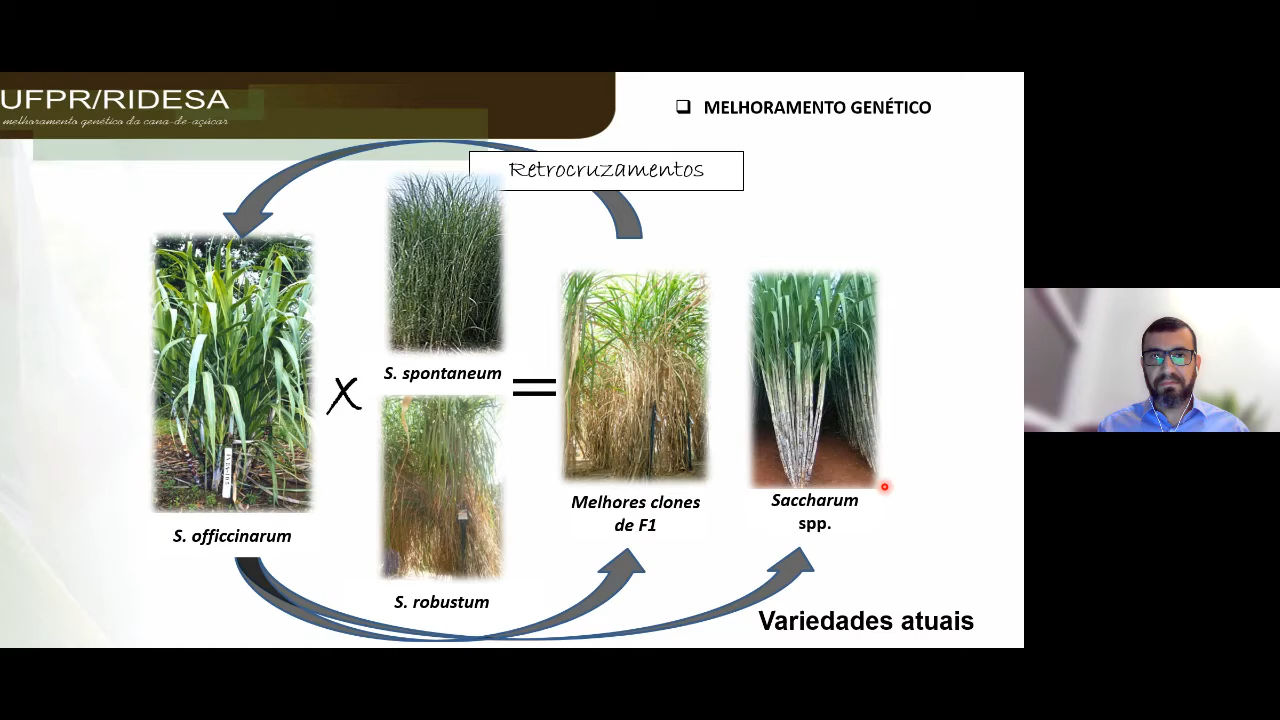 UFPR/RIDESA
melhoramento genético da cana-de-açúcar
❑ MELHORAMENTO GENÉTICO
Retrocruzamentos
X
S. spontaneum
=
S. officcinarum
S. robustum
Melhores clones
de F1
Saccharum
spp.
Variedades atuais